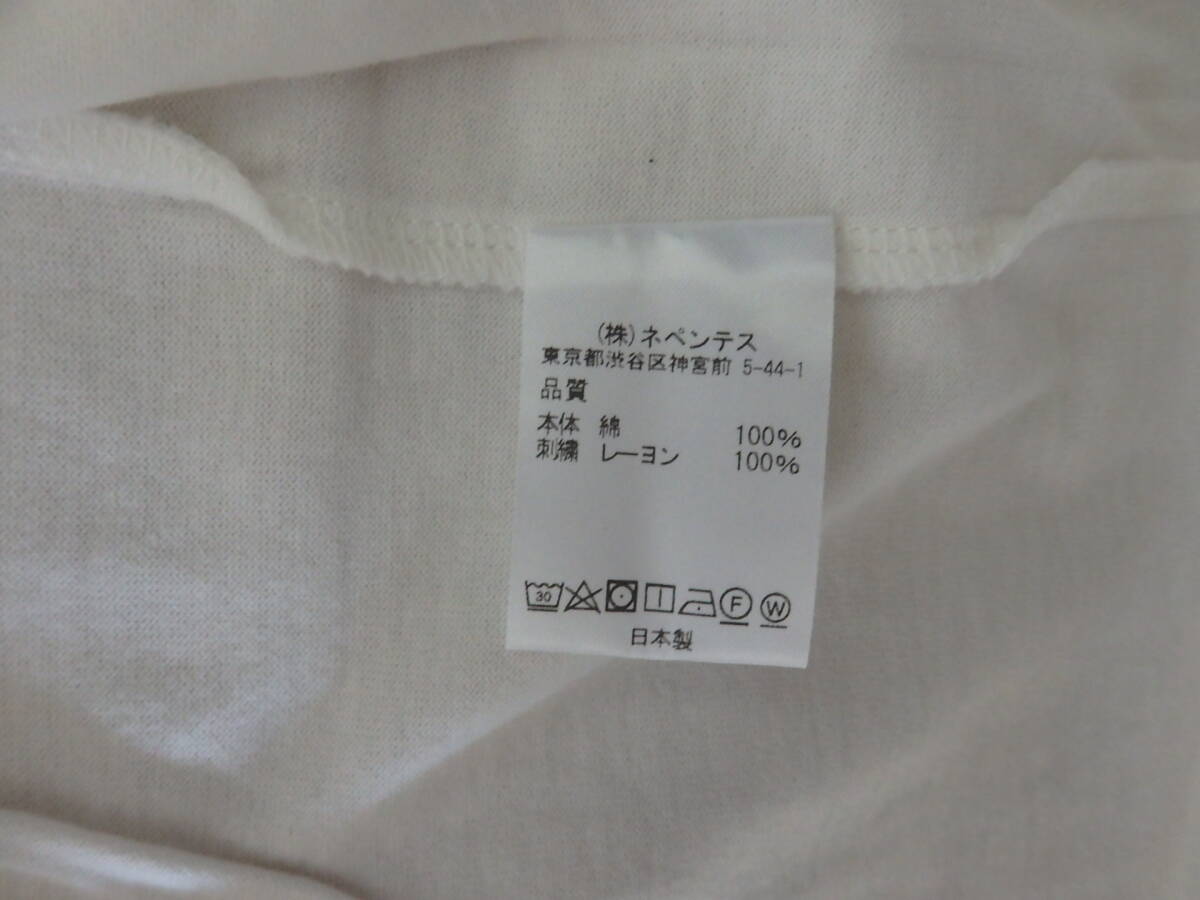 (株)ネペンテス
東京都渋谷区神宮前 5-44-1
品質
本体 綿 100%
刺繍 レーヨン 100%
30 F W
日本製